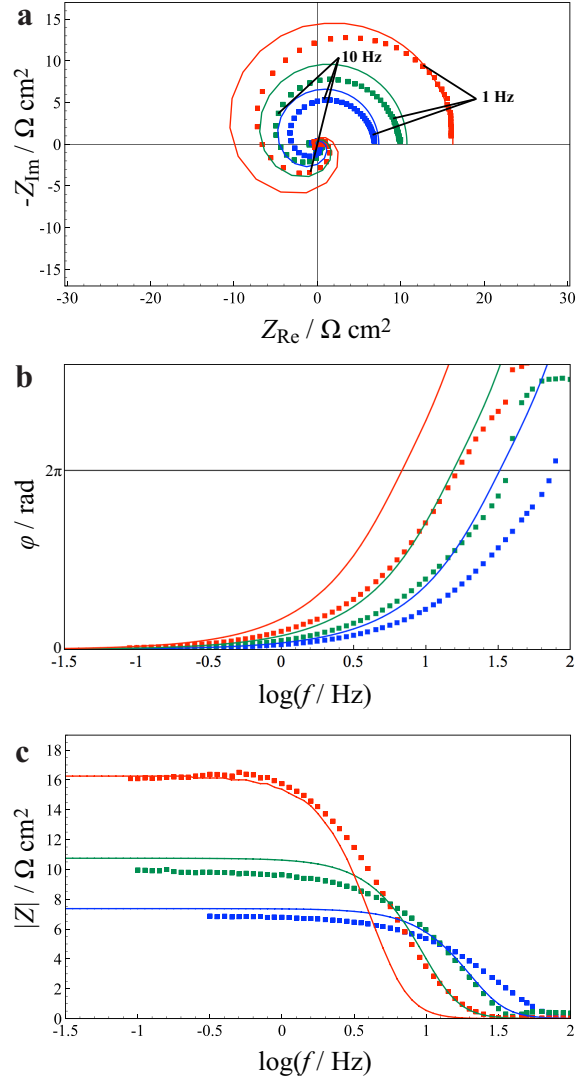 a
15
10
5
0
-5
-10
-15
-Z_Im / Ω cm²
10 Hz
1 Hz
-30 -20 -10 0 10 20 30
Z_Re / Ω cm²
b
2π
0
φ / rad
-1.5 -1 -0.5 0 0.5 1 1.5 2
log(f / Hz)
c
18
16
14
12
10
8
6
4
2
0
|Z| / Ω cm²
-1.5 -1 -0.5 0 0.5 1 1.5 2
log(f / Hz)